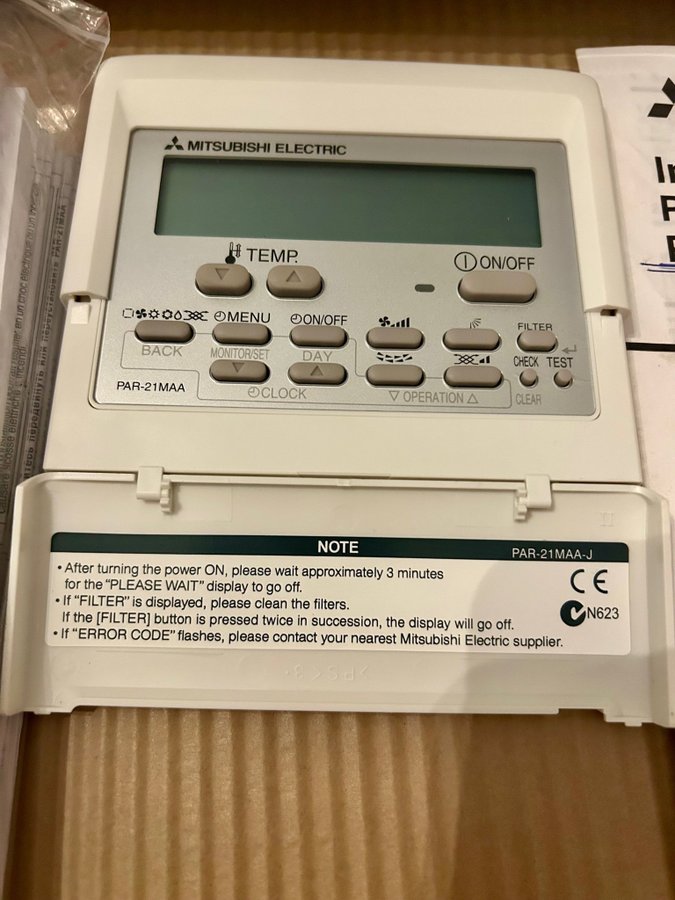 MITSUBISHI ELECTRIC
TEMP.
ON/OFF
MENU
ON/OFF
FILTER
BACK
MONITOR/SET
DAY
CHECK TEST
PAR-21MAA
CLOCK
▽ OPERATION △
CLEAR
NOTE
PAR-21MAA-J
• After turning the power ON, please wait approximately 3 minutes
for the "PLEASE WAIT" display to go off.
• If "FILTER" is displayed, please clean the filters.
If the [FILTER] button is pressed twice in succession, the display will go off.
• If "ERROR CODE" flashes, please contact your nearest Mitsubishi Electric supplier.
CE
N623
>PS<3
PAR-21MAA